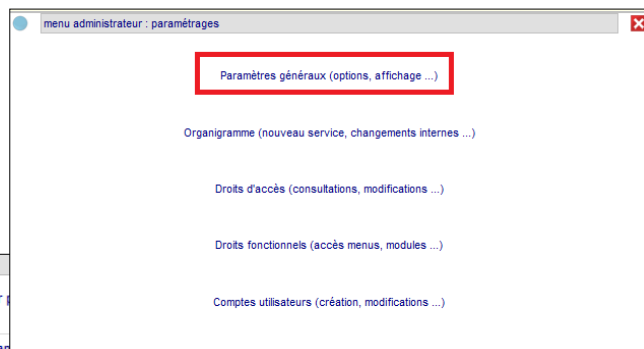 menu administrateur : paramétrages
Paramètres généraux (options, affichage ...)
Organigramme (nouveau service, changements internes ...)
Droits d'accès (consultations, modifications ...)
Droits fonctionnels (accès menus, modules ...)
Comptes utilisateurs (création, modifications ...)